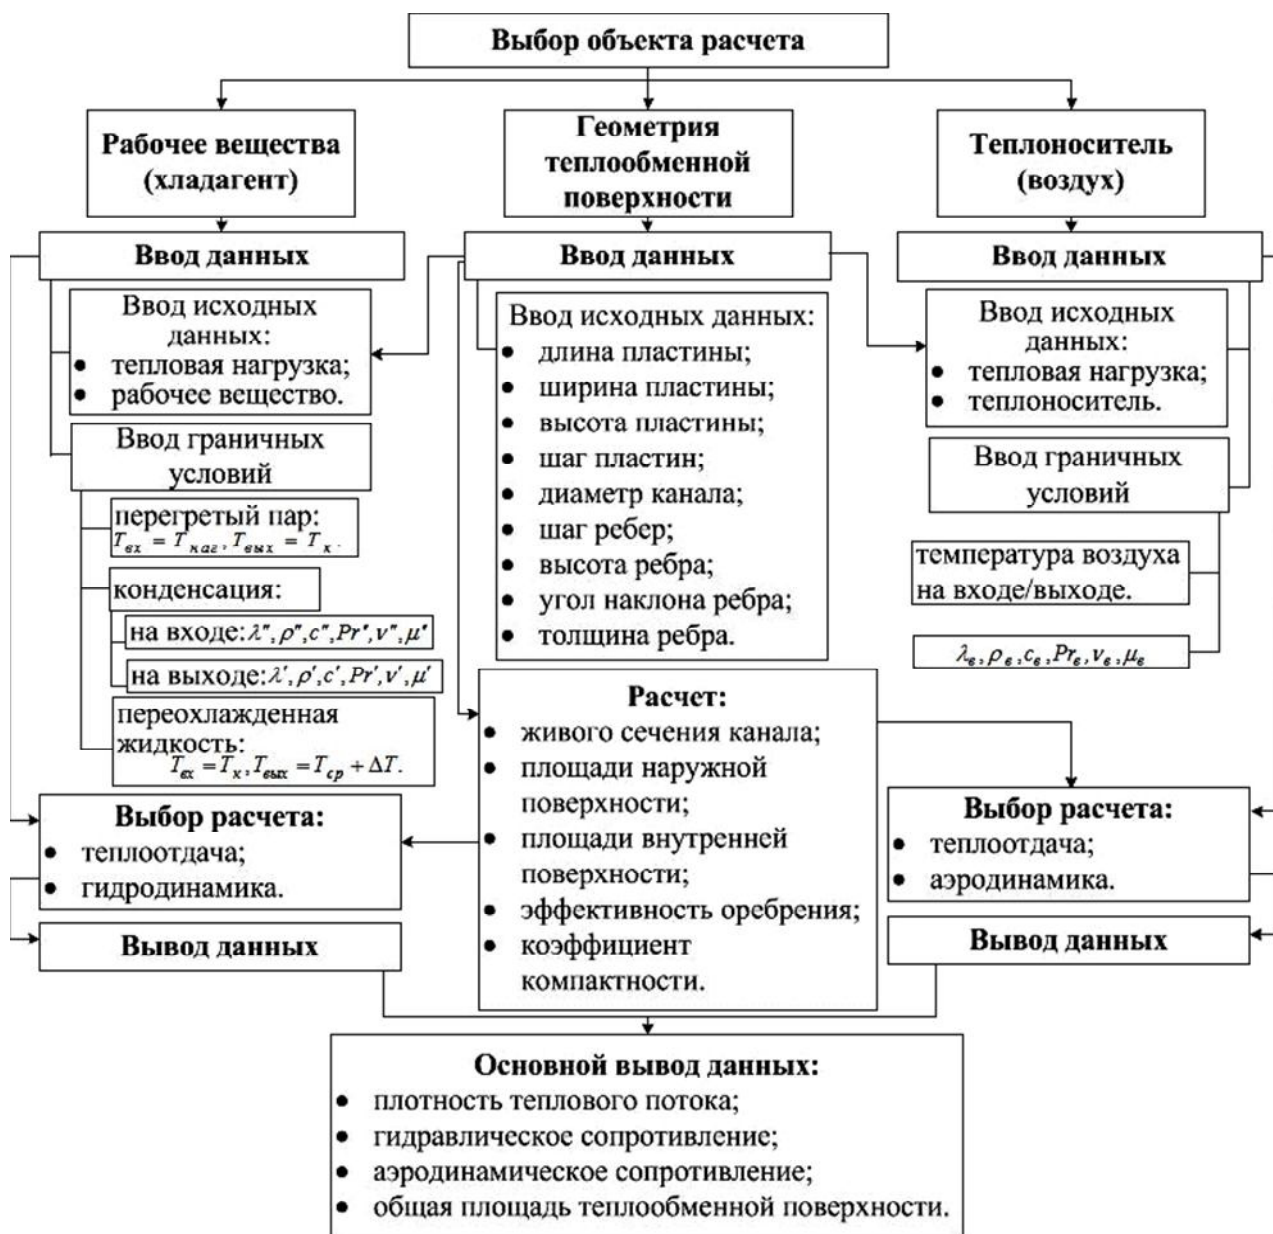 Выбор объекта расчета
Рабочее вещества
(хладагент)
Ввод данных
Ввод исходных
данных:
• тепловая нагрузка;
• рабочее вещество.
Ввод граничных
условий
перегретый пар:
T_вх = T_наг, T_вых = T_к.
конденсация:
на входе: λ", ρ", c", Pr", ν", μ"
на выходе: λ', ρ', c', Pr', ν', μ'
переохлажденная
жидкость:
T_вх = T_к, T_вых = T_ср + ΔT.
Выбор расчета:
• теплоотдача;
• гидродинамика.
Вывод данных
Геометрия
теплообменной
поверхности
Ввод данных
Ввод исходных данных:
• длина пластины;
• ширина пластины;
• высота пластины;
• шаг пластин;
• диаметр канала;
• шаг ребер;
• высота ребра;
• угол наклона ребра;
• толщина ребра.
Расчет:
• живого сечения канала;
• площади наружной
поверхности;
• площади внутренней
поверхности;
• эффективность оребрения;
• коэффициент
компактности.
Теплоноситель
(воздух)
Ввод данных
Ввод исходных
данных:
• тепловая нагрузка;
• теплоноситель.
Ввод граничных
условий
температура воздуха
на входе/выходе.
λ_в, ρ_в, c_в, Pr_в, ν_в, μ_в
Выбор расчета:
• теплоотдача;
• аэродинамика.
Вывод данных
Основной вывод данных:
• плотность теплового потока;
• гидравлическое сопротивление;
• аэродинамическое сопротивление;
• общая площадь теплообменной поверхности.